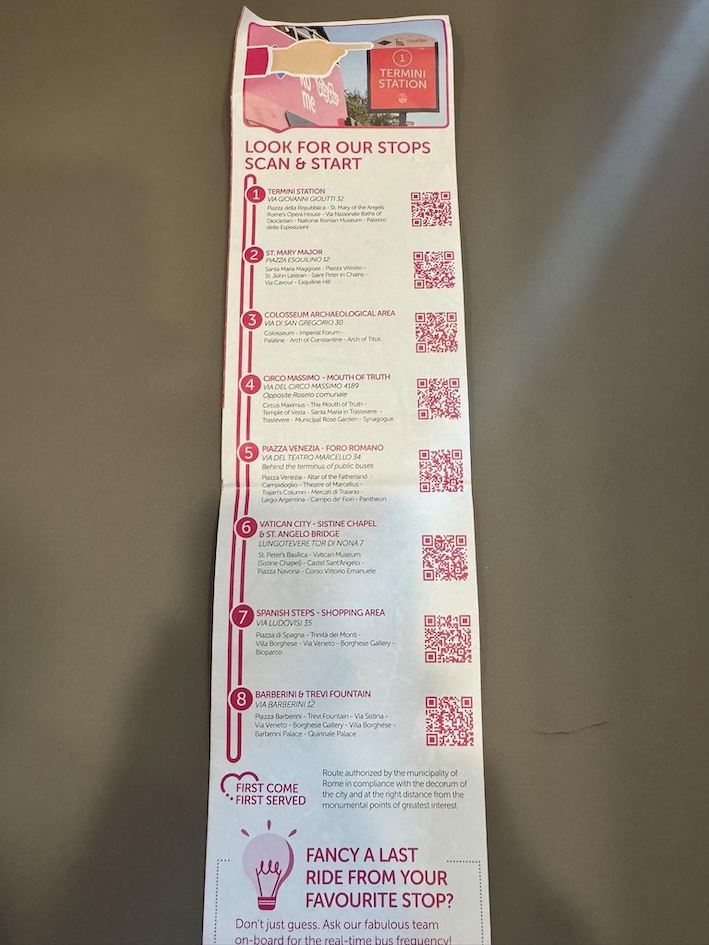 1
TERMINI
STATION
me
LOOK FOR OUR STOPS
SCAN & START
1 TERMINI STATION
VIA GIOVANNI GIOLITTI 32
Piazza della Repubblica - St. Mary of the Angels
Rome's Opera House - Via Nazionale Baths of
Diocletian - National Roman Museum - Palazzo
delle Esposizioni
2 ST. MARY MAJOR
PIAZZA ESQUILINO 12
Santa Maria Maggiore - Piazza Vittorio -
St. John Lateran - Saint Peter in Chains -
Via Cavour - Esquiline Hill
3 COLOSSEUM ARCHAEOLOGICAL AREA
VIA DI SAN GREGORIO 30
Colosseum - Imperial Forum -
Palatine - Arch of Constantine - Arch of Titus
4 CIRCO MASSIMO - MOUTH OF TRUTH
VIA DEL CIRCO MASSIMO 4189
Opposite Roseto comunale
Circus Maximus - The Mouth of Truth -
Temple of Vesta - Santa Maria in Trastevere -
Trastevere - Municipal Rose Garden - Synagogue
5 PIAZZA VENEZIA - FORO ROMANO
VIA DEL TEATRO MARCELLO 34
Behind the terminus of public buses
Piazza Venezia - Altar of the Fatherland -
Campidoglio - Theatre of Marcellus -
Trajan's Column - Mercati di Traiano -
Largo Argentina - Campo de' Fiori - Pantheon
6 VATICAN CITY - SISTINE CHAPEL
& ST. ANGELO BRIDGE
LUNGOTEVERE TOR DI NONA 7
St. Peter's Basilica - Vatican Museum
(Sistine Chapel) - Castel Sant'Angelo -
Piazza Navona - Corso Vittorio Emanuele
7 SPANISH STEPS - SHOPPING AREA
VIA LUDOVISI 35
Piazza di Spagna - Trinità dei Monti -
Villa Borghese - Via Veneto - Borghese Gallery -
Bioparco
8 BARBERINI & TREVI FOUNTAIN
VIA BARBERINI 12
Piazza Barberini - Trevi Fountain - Via Sistina -
Via Veneto - Borghese Gallery - Villa Borghese -
Barberini Palace - Quirinale Palace
FIRST COME
FIRST SERVED
Route authorized by the municipality of
Rome in compliance with the decorum of
the city and at the right distance from the
monumental points of greatest interest
FANCY A LAST
RIDE FROM YOUR
FAVOURITE STOP?
Don't just guess. Ask our fabulous team
on-board for the real-time bus frequency!